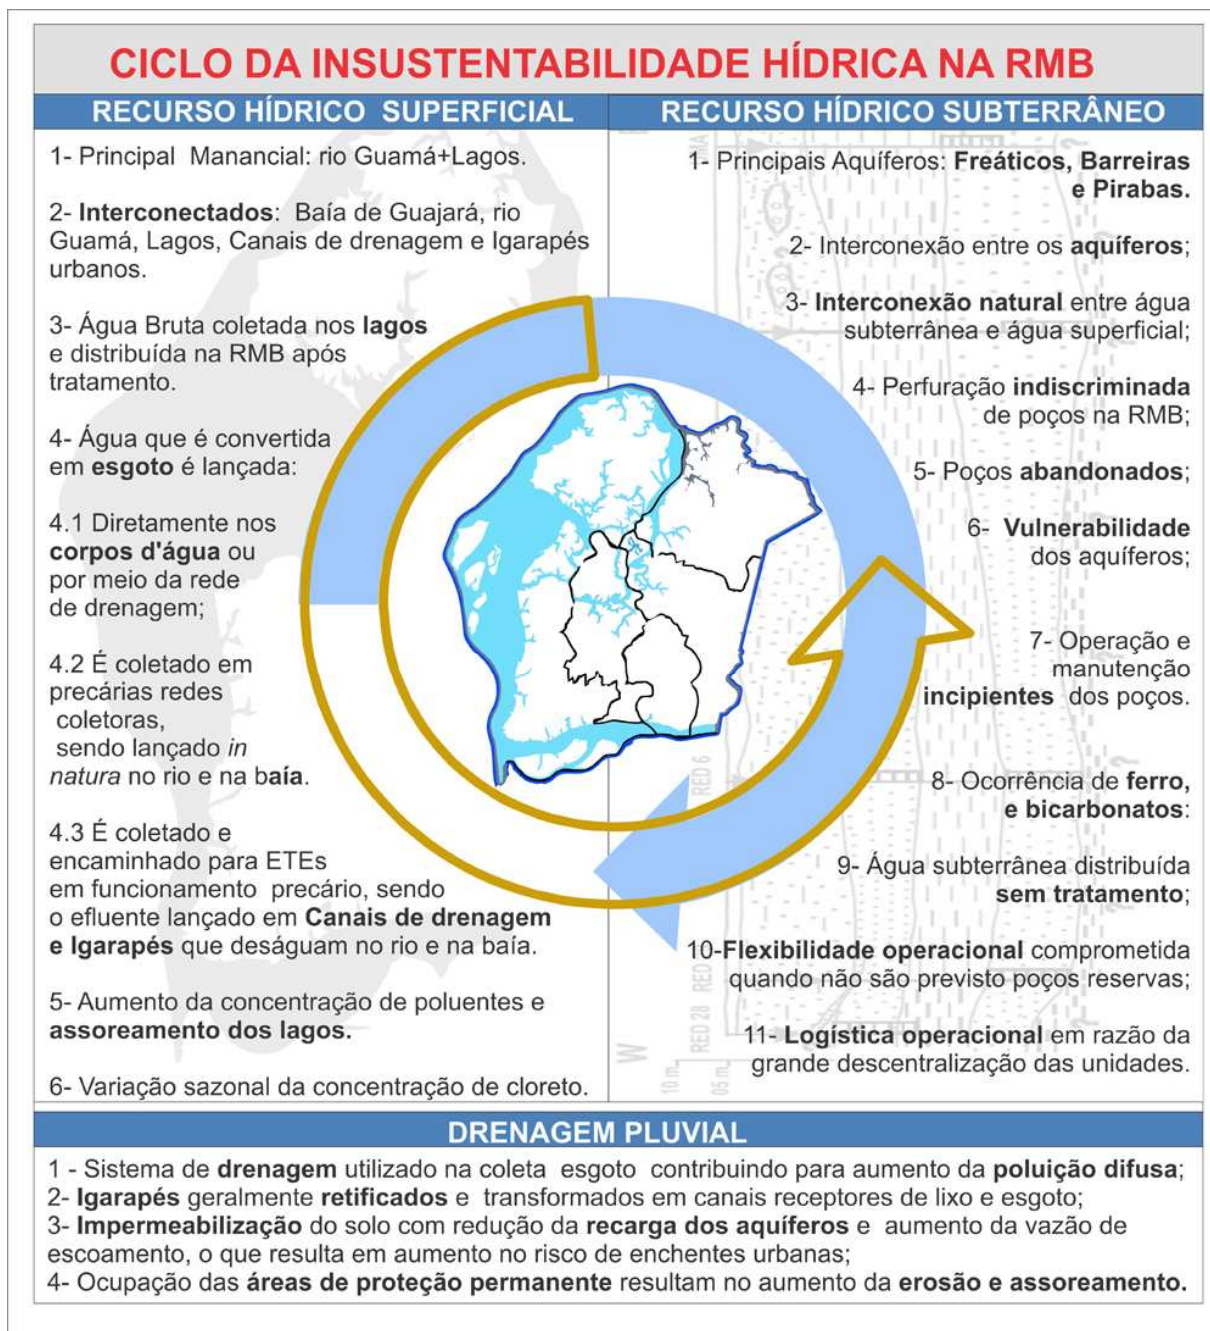 CICLO DA INSUSTENTABILIDADE HÍDRICA NA RMB
RECURSO HÍDRICO SUPERFICIAL
1- Principal Manancial: rio Guamá+Lagos.
2- Interconectados: Baía de Guajará, rio
Guamá, Lagos, Canais de drenagem e Igarapés
urbanos.
3- Água Bruta coletada nos lagos
e distribuída na RMB após
tratamento.
4- Água que é convertida
em esgoto é lançada:
4.1 Diretamente nos
corpos d'água ou
por meio da rede
de drenagem;
4.2 É coletado em
precárias redes
coletoras,
sendo lançado in
natura no rio e na baía.
4.3 É coletado e
encaminhado para ETEs
em funcionamento precário, sendo
o efluente lançado em Canais de drenagem
e Igarapés que deságuam no rio e na baía.
5- Aumento da concentração de poluentes e
assoreamento dos lagos.
6- Variação sazonal da concentração de cloreto.
RECURSO HÍDRICO SUBTERRÂNEO
1- Principais Aquíferos: Freáticos, Barreiras
e Pirabas.
2- Interconexão entre os aquíferos;
3- Interconexão natural entre água
subterrânea e água superficial;
4- Perfuração indiscriminada
de poços na RMB;
5- Poços abandonados;
6- Vulnerabilidade
dos aquíferos;
7- Operação e
manutenção
incipientes dos poços.
8- Ocorrência de ferro,
e bicarbonatos:
9- Água subterrânea distribuída
sem tratamento;
10-Flexibilidade operacional comprometida
quando não são previsto poços reservas;
11- Logística operacional em razão da
grande descentralização das unidades.
RED 6
RED 28
W
10 m
05 m
DRENAGEM PLUVIAL
1 - Sistema de drenagem utilizado na coleta esgoto contribuindo para aumento da poluição difusa;
2- Igarapés geralmente retificados e transformados em canais receptores de lixo e esgoto;
3- Impermeabilização do solo com redução da recarga dos aquíferos e aumento da vazão de
escoamento, o que resulta em aumento no risco de enchentes urbanas;
4- Ocupação das áreas de proteção permanente resultam no aumento da erosão e assoreamento.